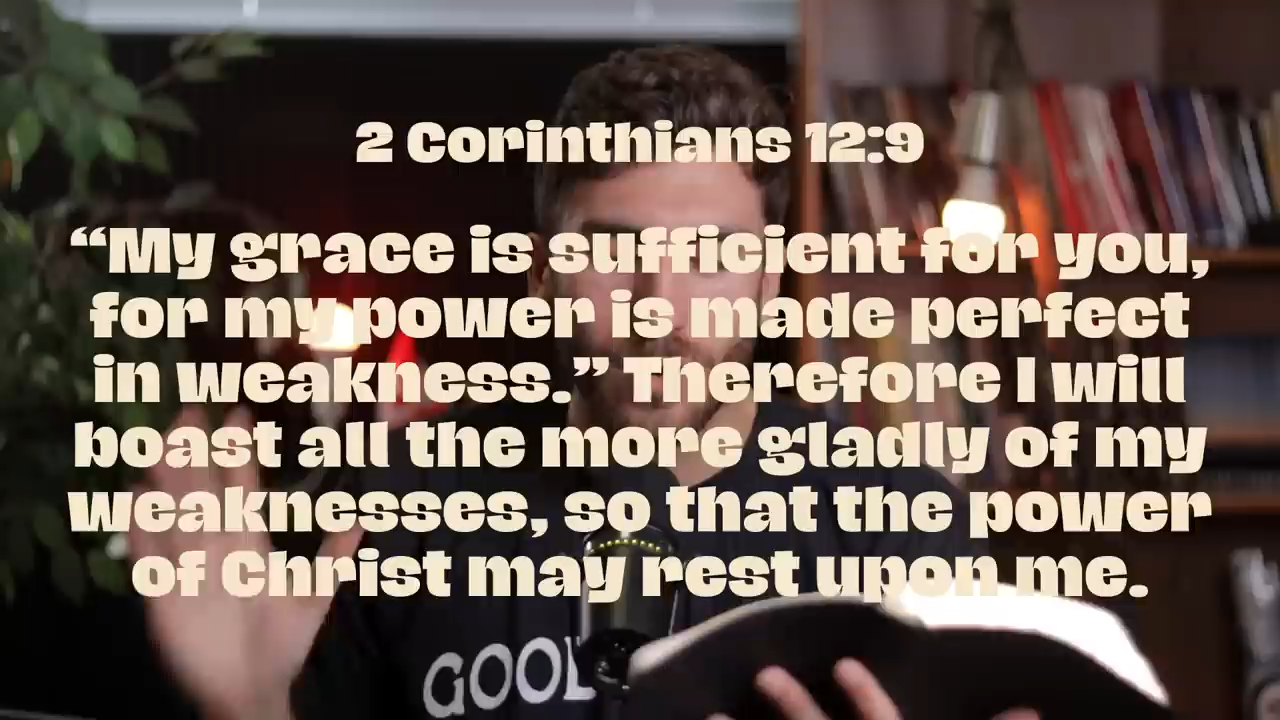 2 Corinthians 12:9
“My grace is sufficient for you,
for my power is made perfect
in weakness.” Therefore I will
boast all the more gladly of my
weaknesses, so that the power
of Christ may rest upon me.